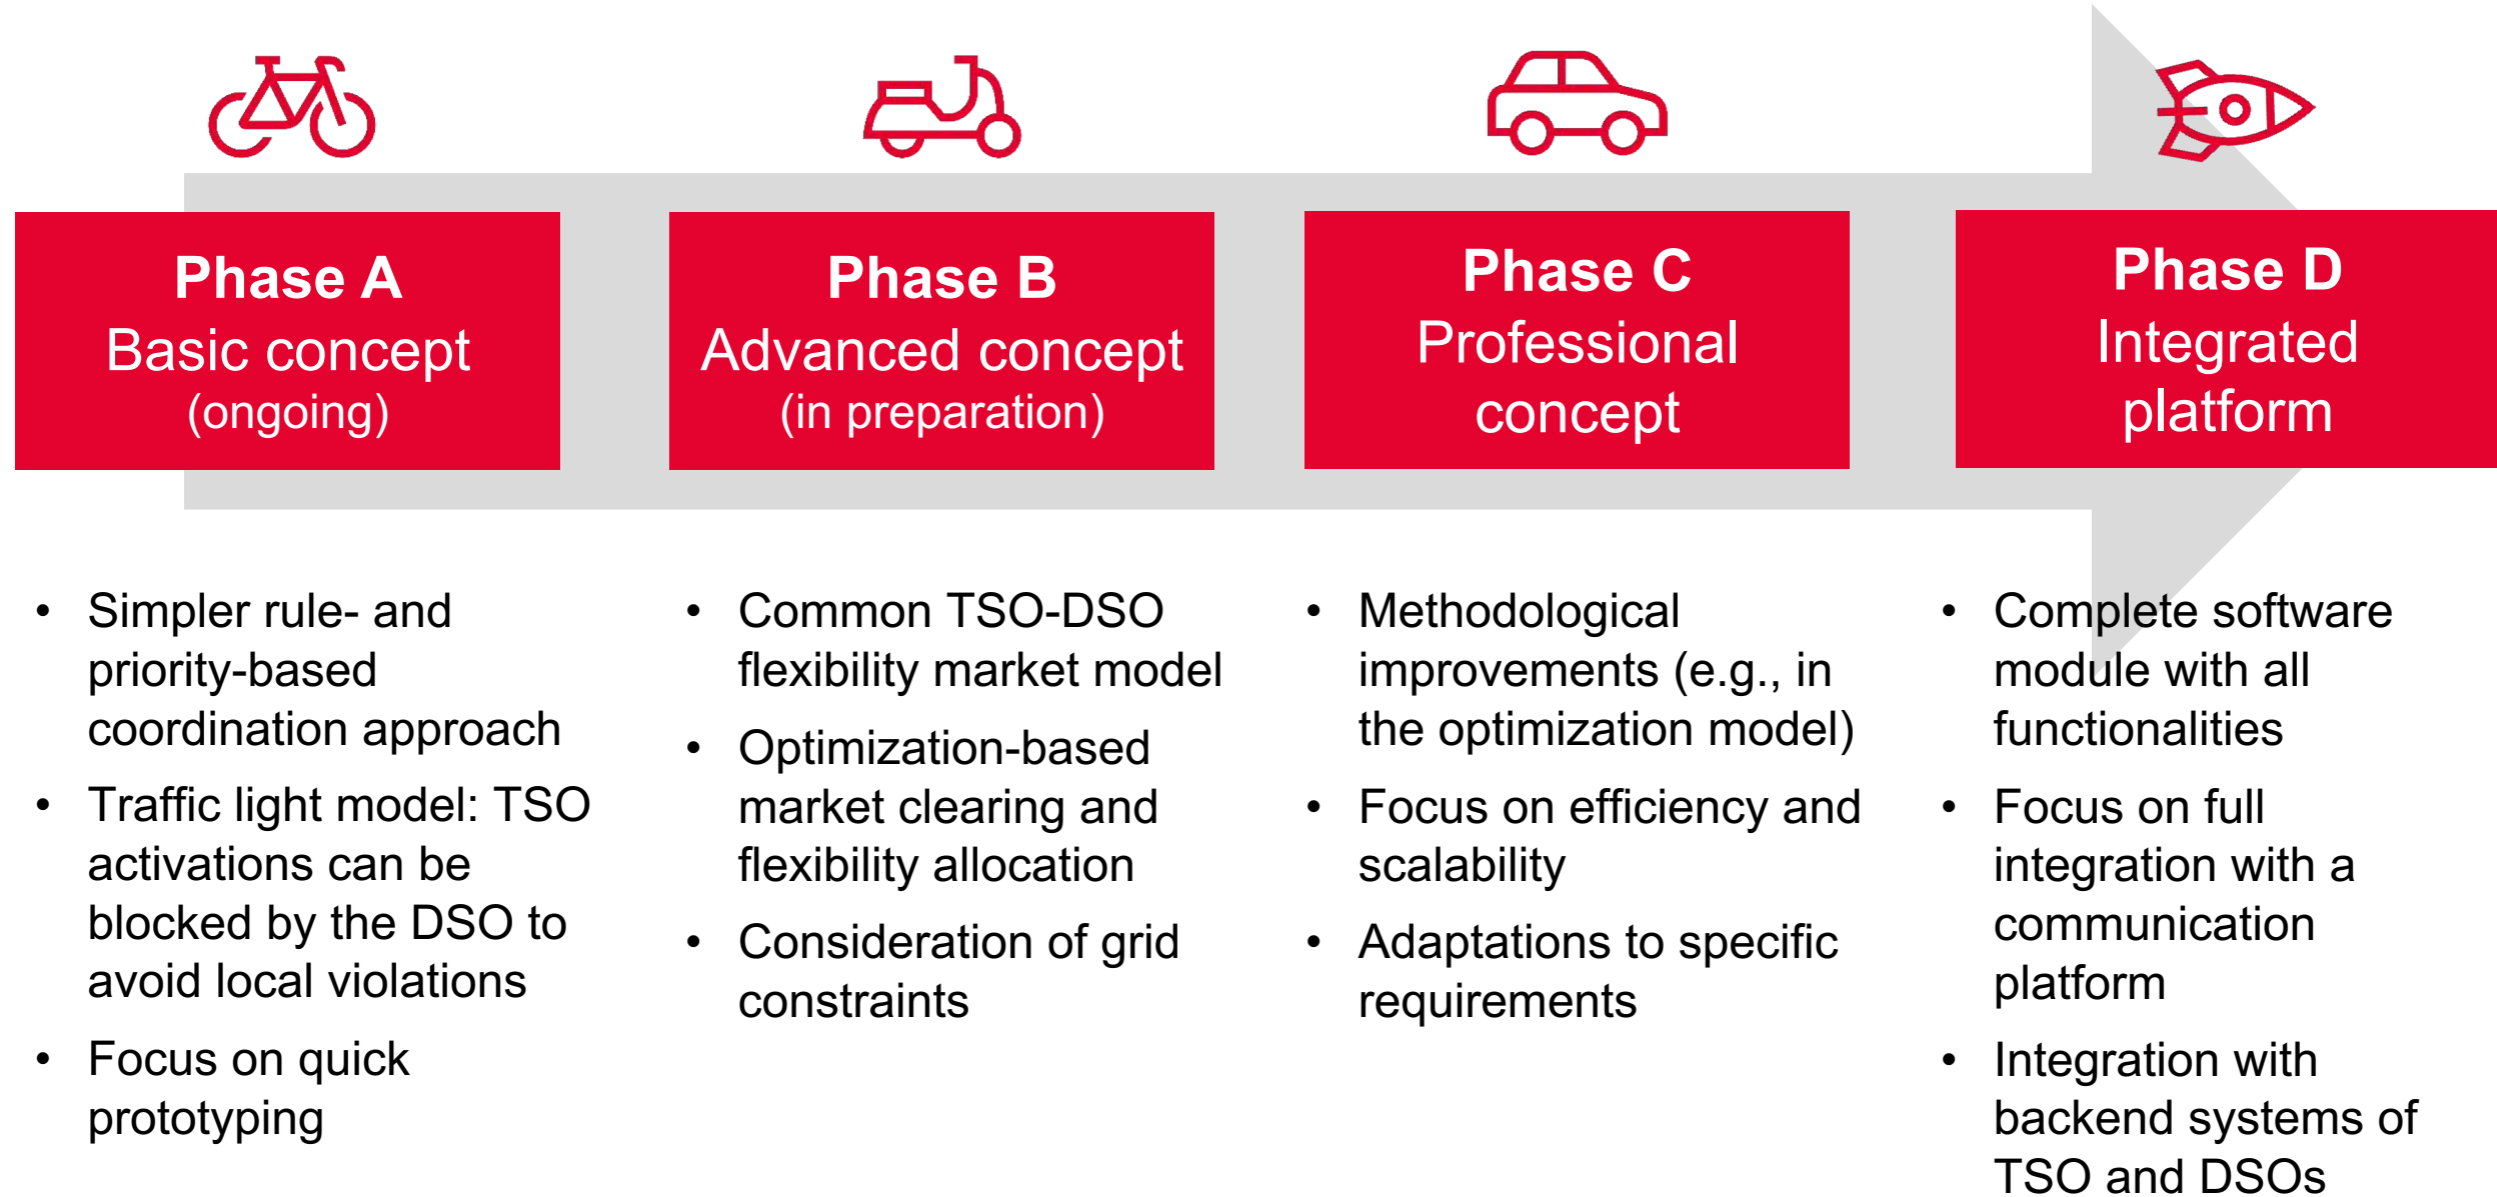 Phase A
Basic concept
(ongoing)
Phase B
Advanced concept
(in preparation)
Phase C
Professional
concept
Phase D
Integrated
platform
• Simpler rule- and
priority-based
coordination approach
• Traffic light model: TSO
activations can be
blocked by the DSO to
avoid local violations
• Focus on quick
prototyping
• Common TSO-DSO
flexibility market model
• Optimization-based
market clearing and
flexibility allocation
• Consideration of grid
constraints
• Methodological
improvements (e.g., in
the optimization model)
• Focus on efficiency and
scalability
• Adaptations to specific
requirements
• Complete software
module with all
functionalities
• Focus on full
integration with a
communication
platform
• Integration with
backend systems of
TSO and DSOs